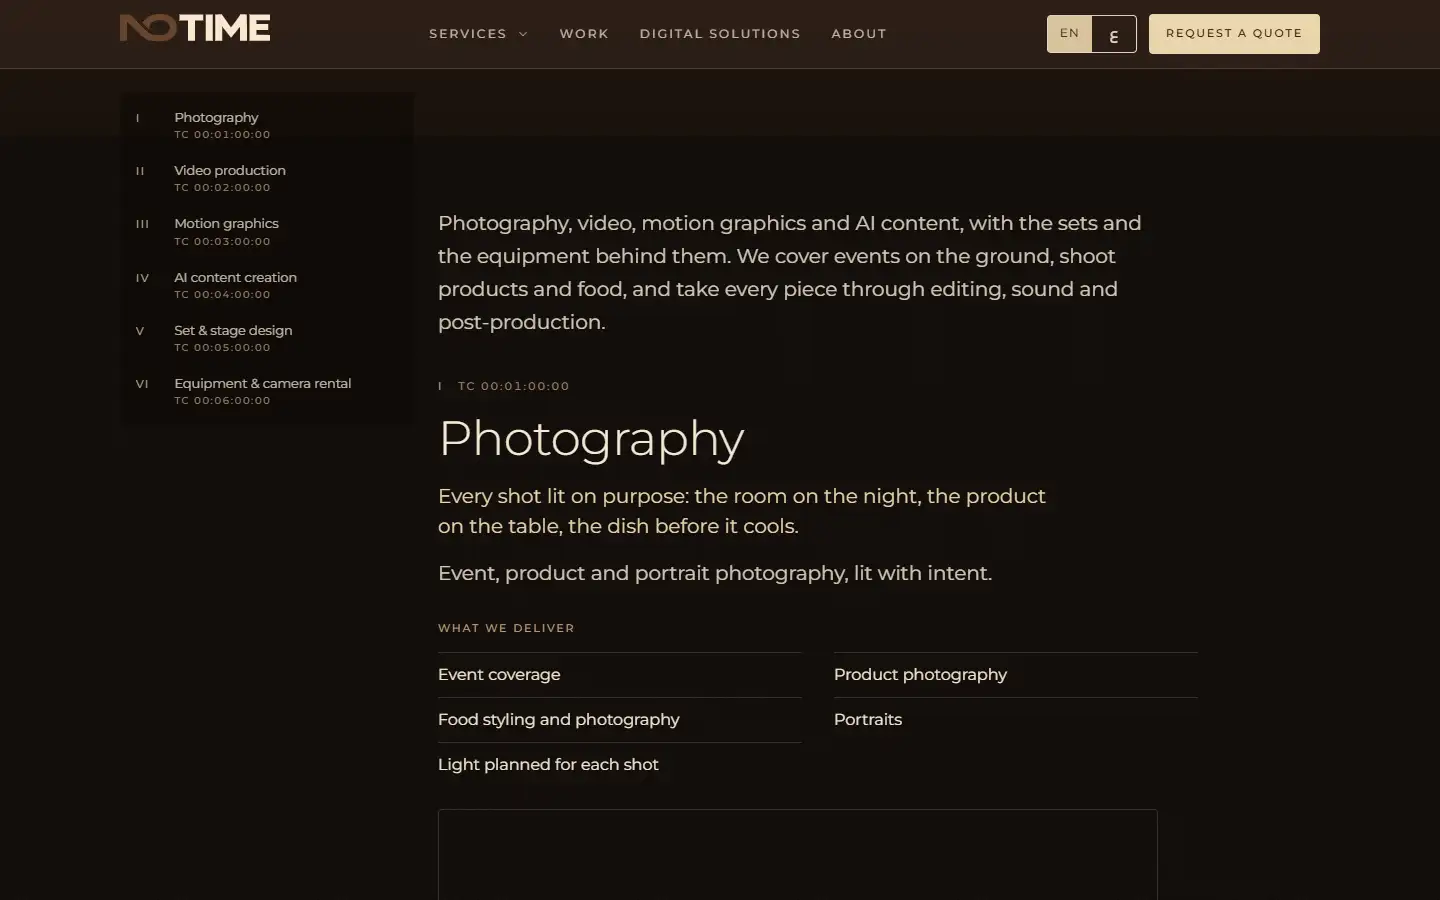 NOTIME
SERVICES
WORK
DIGITAL SOLUTIONS
ABOUT
EN
ع
REQUEST A QUOTE
I Photography
TC 00:01:00:00
II Video production
TC 00:02:00:00
III Motion graphics
TC 00:03:00:00
IV AI content creation
TC 00:04:00:00
V Set & stage design
TC 00:05:00:00
VI Equipment & camera rental
TC 00:06:00:00
Photography, video, motion graphics and AI content, with the sets and
the equipment behind them. We cover events on the ground, shoot
products and food, and take every piece through editing, sound and
post-production.
I TC 00:01:00:00
Photography
Every shot lit on purpose: the room on the night, the product
on the table, the dish before it cools.
Event, product and portrait photography, lit with intent.
WHAT WE DELIVER
Event coverage
Product photography
Food styling and photography
Portraits
Light planned for each shot